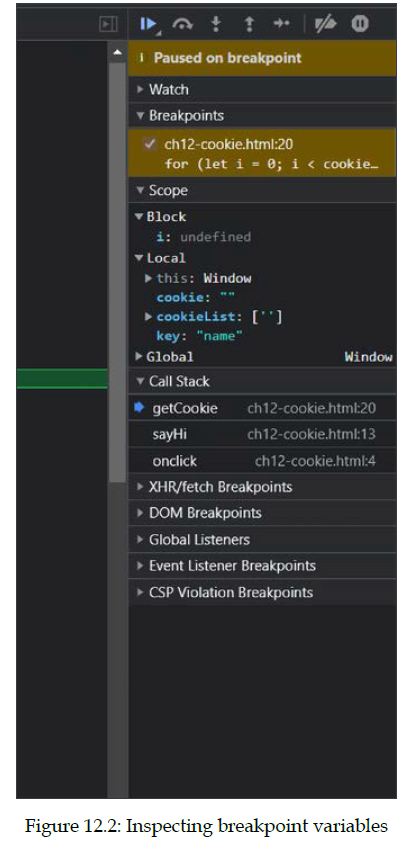 Paused on breakpoint
Watch
Breakpoints
ch12-cookie.html:20
for (let i = 0; i < cookie…
Scope
Block
i: undefined
Local
this: Window
cookie: ""
cookieList: ['']
key: "name"
Global Window
Call Stack
getCookie ch12-cookie.html:20
sayHi ch12-cookie.html:13
onclick ch12-cookie.html:4
XHR/fetch Breakpoints
DOM Breakpoints
Global Listeners
Event Listener Breakpoints
CSP Violation Breakpoints
Figure 12.2: Inspecting breakpoint variables